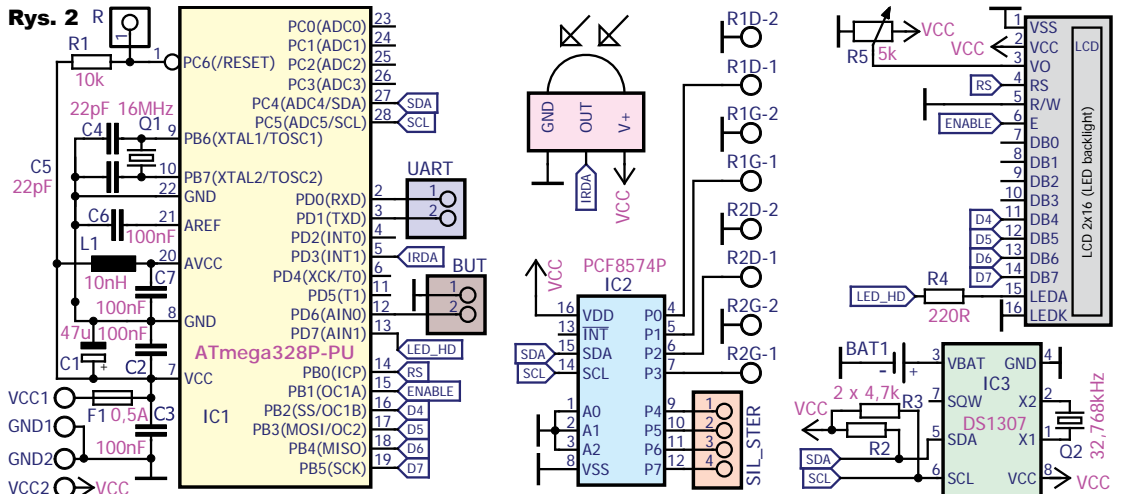 Rys. 2
R
1
R1
10k
1
PC6(/RESET)
22pF 16MHz
C4
Q1
9
PB6(XTAL1/TOSC1)
C5
22pF
10
PB7(XTAL2/TOSC2)
22
GND
C6
100nF
21
AREF
L1
10nH
20
AVCC
C7
100nF
8
GND
47u
100nF
C1
+
C2
7
VCC
VCC1
F1
0,5A
C3
100nF
GND1
GND2
VCC2
VCC
ATmega328P-PU
IC1
PC0(ADC0)
23
PC1(ADC1)
24
PC2(ADC2)
25
PC3(ADC3)
26
PC4(ADC4/SDA)
27
SDA
PC5(ADC5/SCL)
28
SCL
PD0(RXD)
2
PD1(TXD)
3
PD2(INT0)
4
PD3(INT1)
5
IRDA
PD4(XCK/T0)
6
PD5(T1)
11
PD6(AIN0)
12
PD7(AIN1)
13
LED_HD
PB0(ICP)
14
RS
PB1(OC1A)
15
ENABLE
PB2(SS/OC1B)
16
D4
PB3(MOSI/OC2)
17
D5
PB4(MISO)
18
D6
PB5(SCK)
19
D7
UART
1
2
BUT
1
2
GND
OUT
V+
IRDA
VCC
VCC
PCF8574P
IC2
16
VDD
13
INT
15
SDA
SDA
14
SCL
SCL
1
A0
2
A1
3
A2
8
VSS
P0
4
P1
5
P2
6
P3
7
P4
9
P5
10
P6
11
P7
12
1
2
3
4
SIL_STER
R1D-2
R1D-1
R1G-2
R1G-1
R2D-2
R2D-1
R2G-2
R2G-1
VCC
R5
5k
VCC
1
VSS
2
VCC
3
VO
RS
4
RS
5
R/W
ENABLE
6
E
7
DB0
8
DB1
9
DB2
10
DB3
D4
11
DB4
D5
12
DB5
D6
13
DB6
D7
14
DB7
LED_HD
R4
220R
15
LEDA
16
LEDK
LCD
LCD 2x16 (LED backlight)
BAT1
-
+
3
VBAT
GND
4
IC3
DS1307
2 x 4,7k
R3
VCC
R2
7
SQW
5
SDA
SDA
6
SCL
SCL
X2
2
X1
1
Q2
32,768kHz
VCC
8
VCC